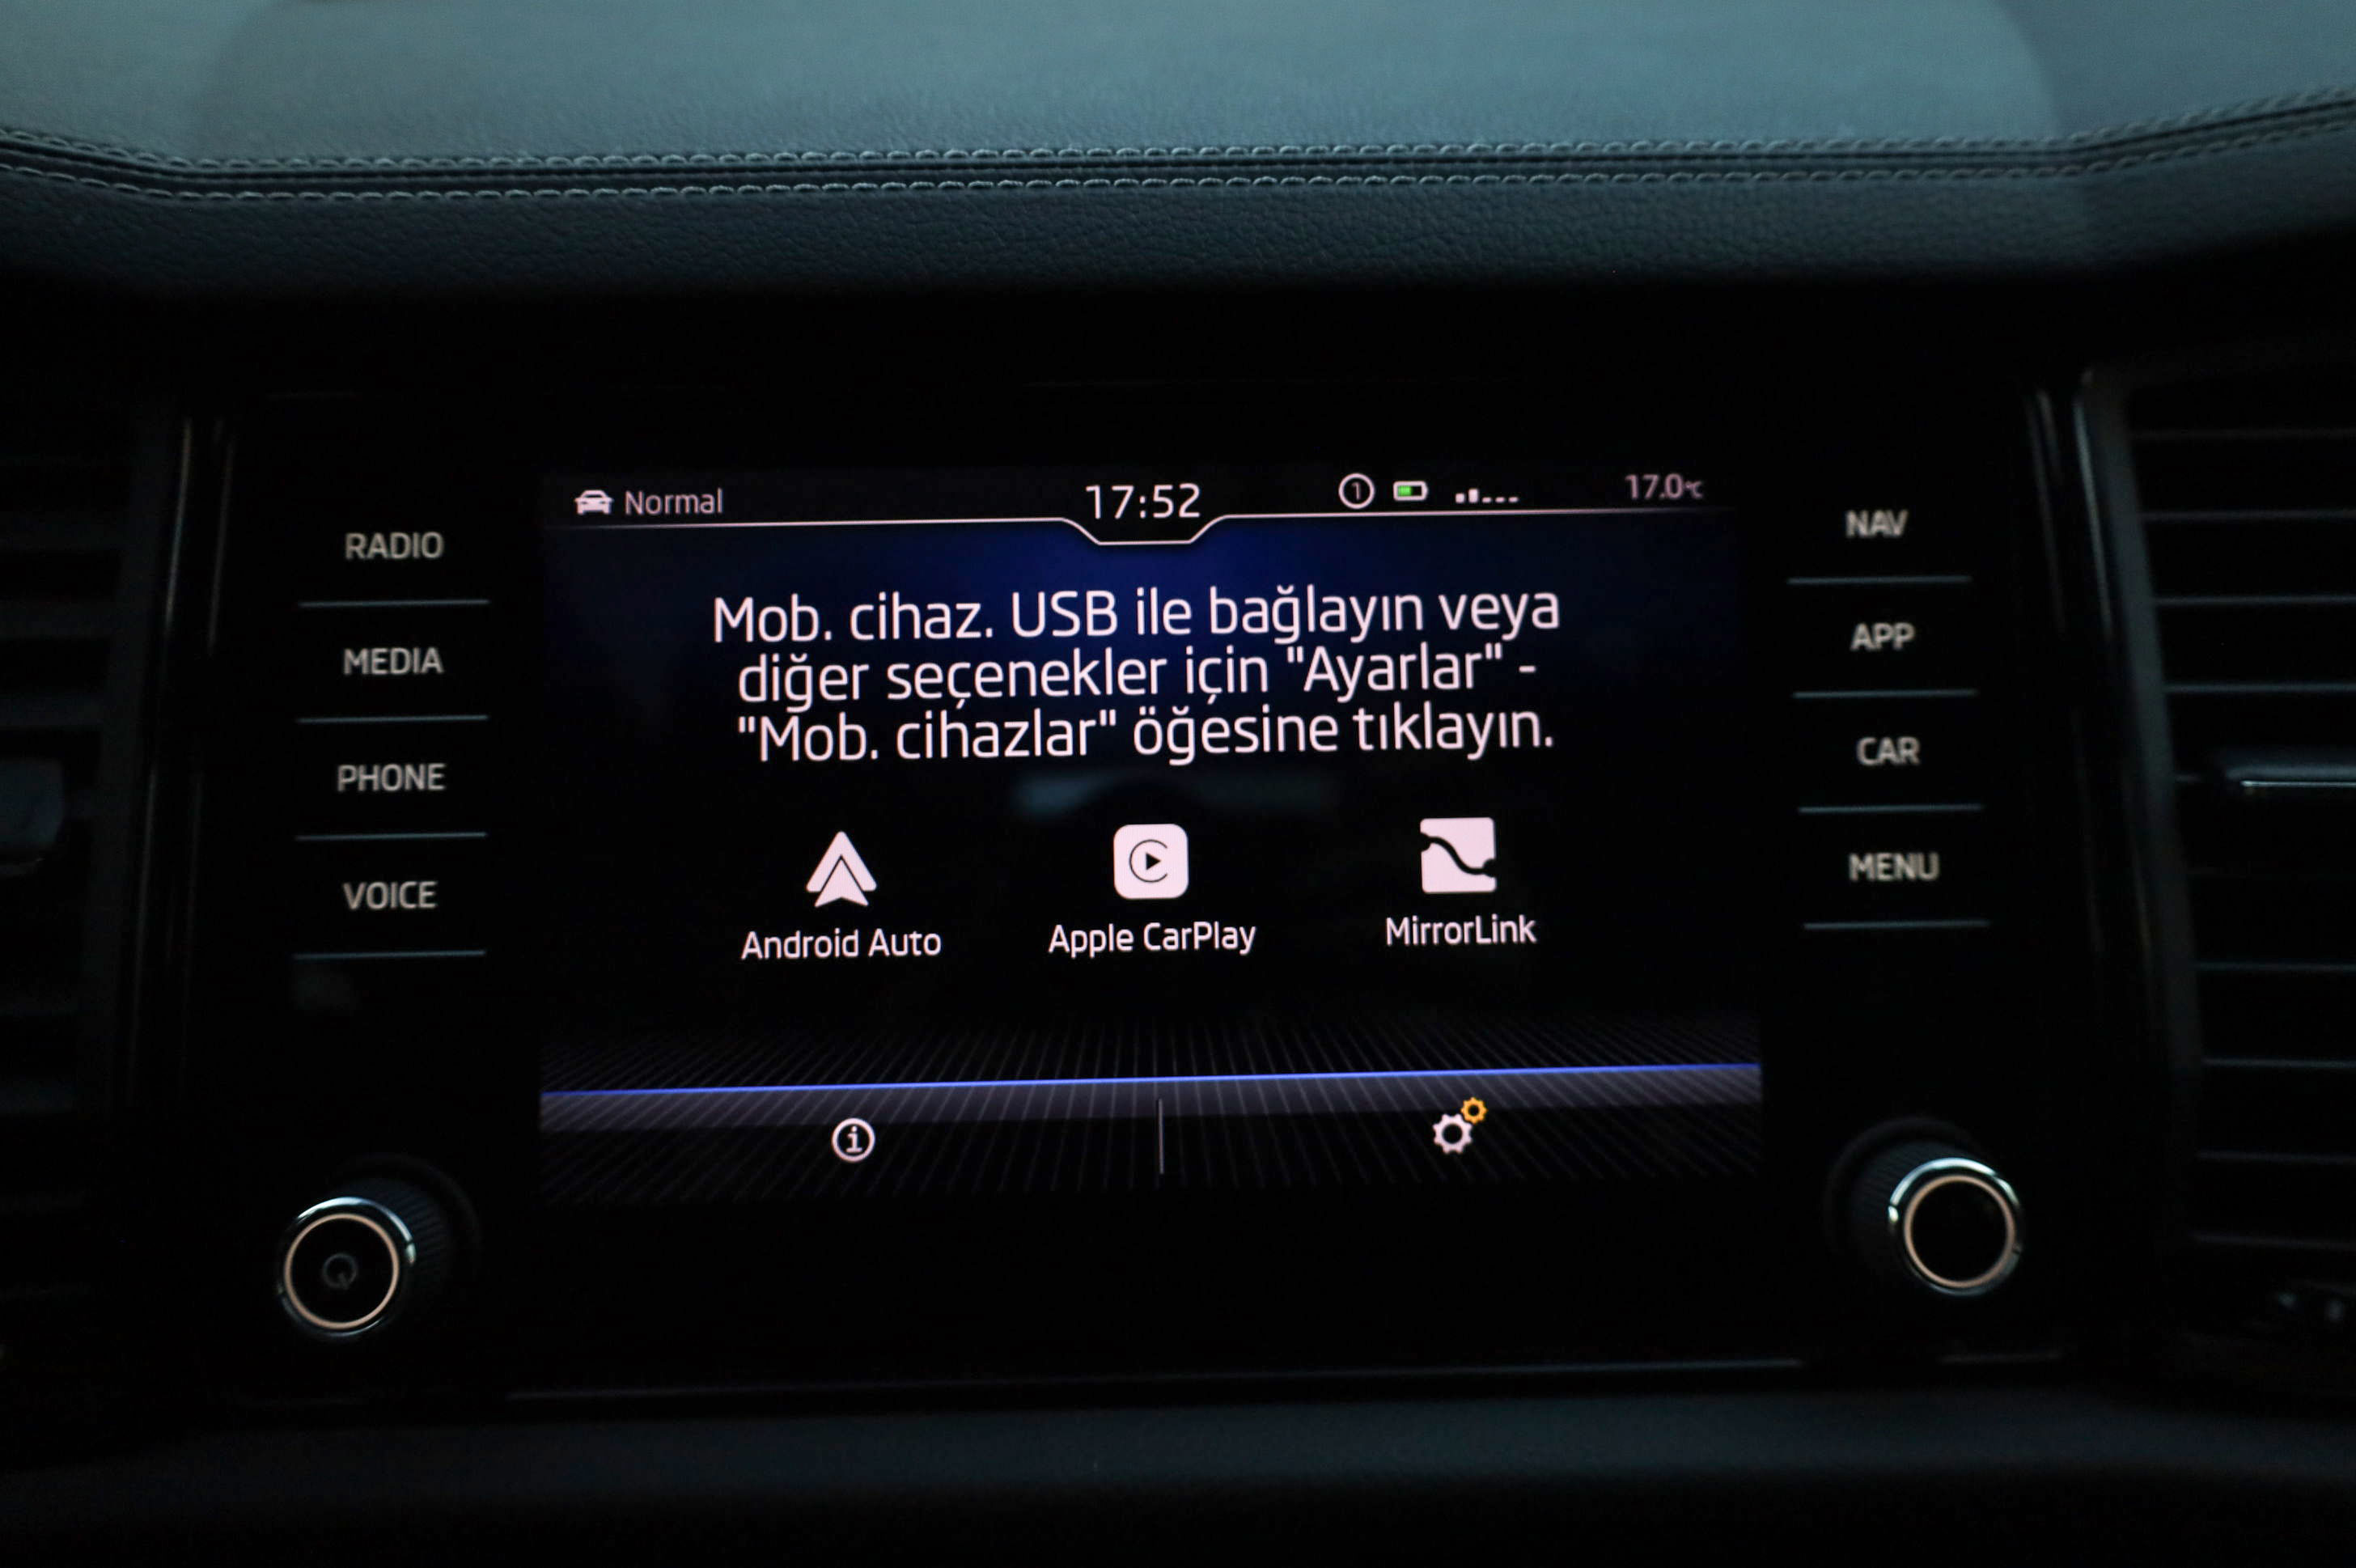 Normal
17:52
1
17.0°C
RADIO
MEDIA
PHONE
VOICE
Mob. cihaz. USB ile bağlayın veya
diğer seçenekler için "Ayarlar" -
"Mob. cihazlar" öğesine tıklayın.
Android Auto
Apple CarPlay
MirrorLink
NAV
APP
CAR
MENU